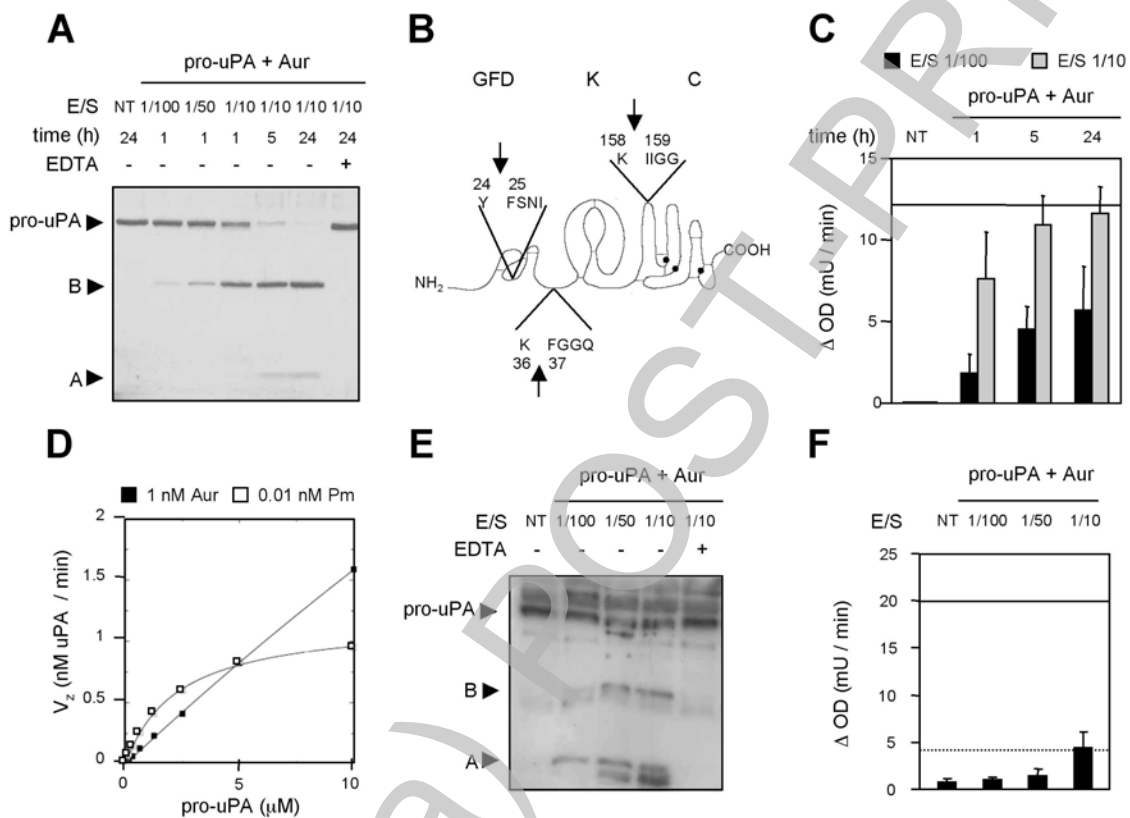 A
pro-uPA + Aur
E/S NT 1/100 1/50 1/10 1/10 1/10 1/10
time (h) 24 1 1 1 5 24 24
EDTA - - - - - - +
pro-uPA
B
A
B
GFD K C
158 159
K IIGG
24 25
Y FSNI
NH2
COOH
K FGGQ
36 37
C
E/S 1/100 E/S 1/10
pro-uPA + Aur
time (h) NT 1 5 24
Δ OD (mU / min)
15
10
5
0
D
1 nM Aur 0.01 nM Pm
Vz (nM uPA / min)
2
1.5
1
0.5
0
0 5 10
pro-uPA (μM)
E
pro-uPA + Aur
E/S NT 1/100 1/50 1/10 1/10
EDTA - - - - +
pro-uPA
B
A
F
pro-uPA + Aur
E/S NT 1/100 1/50 1/10
Δ OD (mU / min)
25
20
15
10
5
0
a) POST-PRI